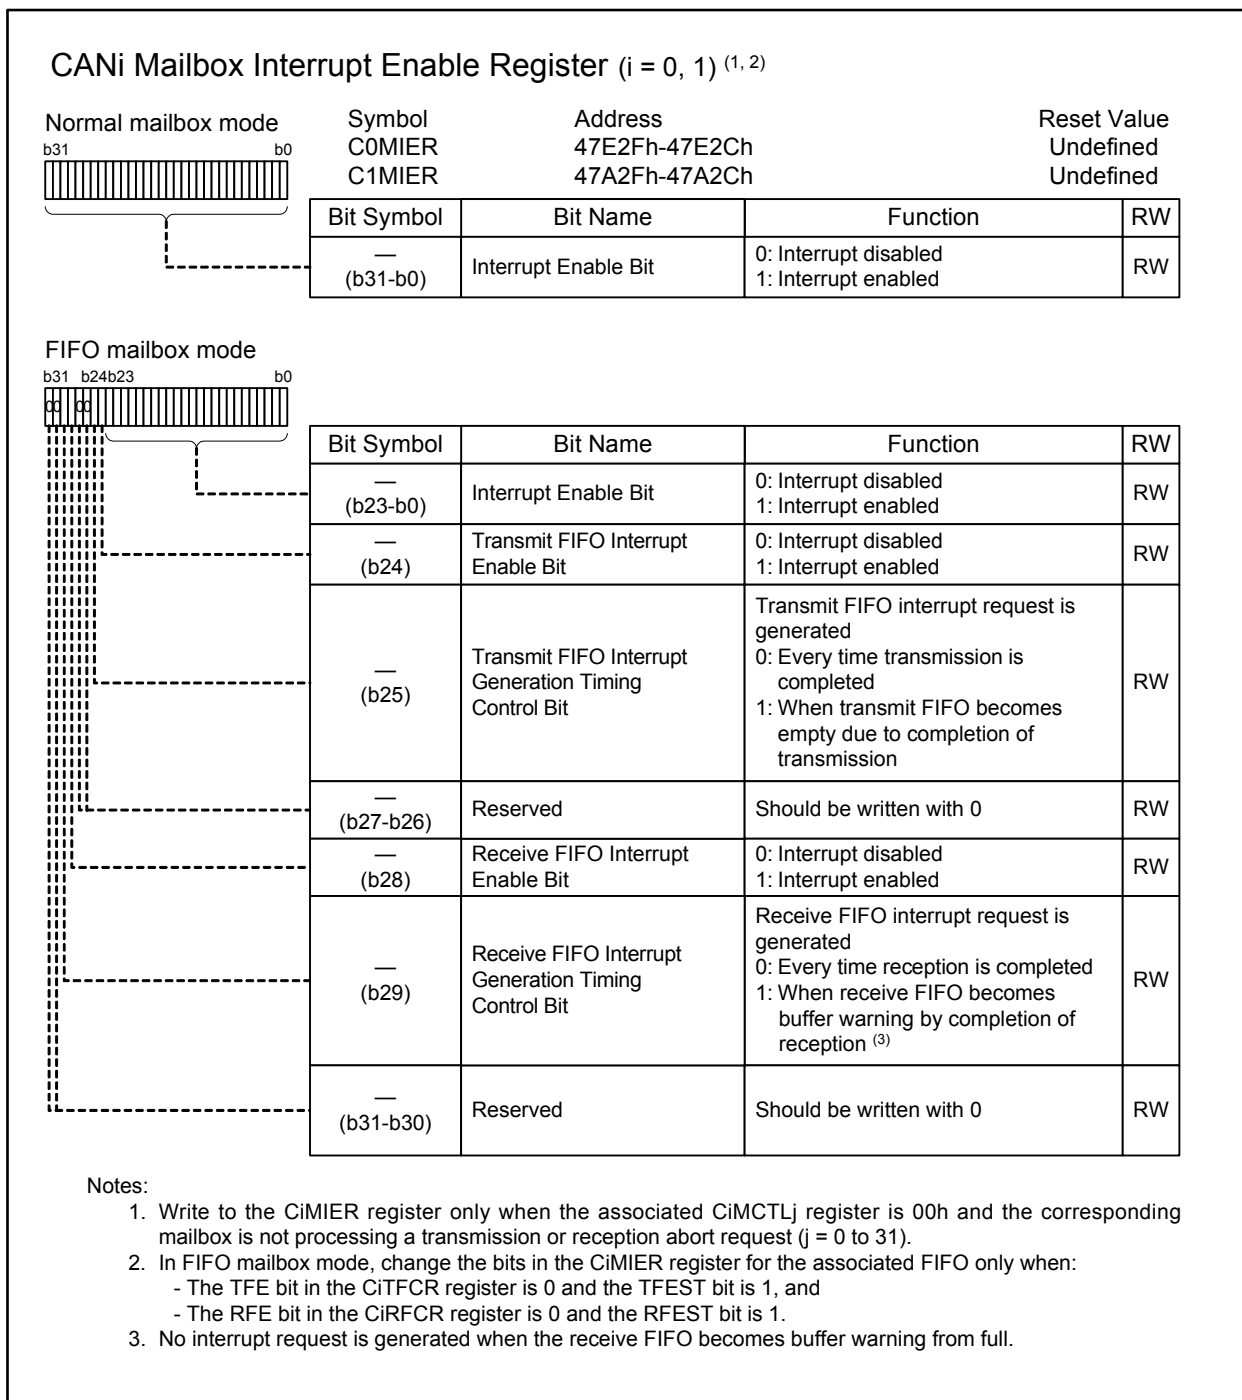 CANi Mailbox Interrupt Enable Register (i = 0, 1) (1, 2)
Normal mailbox mode
b31 b0
Symbol Address Reset Value
C0MIER 47E2Fh-47E2Ch Undefined
C1MIER 47A2Fh-47A2Ch Undefined
Bit Symbol Bit Name Function RW
— (b31-b0) Interrupt Enable Bit 0: Interrupt disabled
1: Interrupt enabled RW
FIFO mailbox mode
b31 b24b23 b0
00 00
Bit Symbol Bit Name Function RW
— (b23-b0) Interrupt Enable Bit 0: Interrupt disabled
1: Interrupt enabled RW
— (b24) Transmit FIFO Interrupt
Enable Bit
0: Interrupt disabled
1: Interrupt enabled RW
— (b25) Transmit FIFO Interrupt
Generation Timing
Control Bit
Transmit FIFO interrupt request is
generated
0: Every time transmission is
completed
1: When transmit FIFO becomes
empty due to completion of
transmission
RW
— (b27-b26) Reserved Should be written with 0 RW
— (b28) Receive FIFO Interrupt
Enable Bit
0: Interrupt disabled
1: Interrupt enabled RW
— (b29) Receive FIFO Interrupt
Generation Timing
Control Bit
Receive FIFO interrupt request is
generated
0: Every time reception is completed
1: When receive FIFO becomes
buffer warning by completion of
reception (3)
RW
— (b31-b30) Reserved Should be written with 0 RW
Notes:
1. Write to the CiMIER register only when the associated CiMCTLj register is 00h and the corresponding
mailbox is not processing a transmission or reception abort request (j = 0 to 31).
2. In FIFO mailbox mode, change the bits in the CiMIER register for the associated FIFO only when:
- The TFE bit in the CiTFCR register is 0 and the TFEST bit is 1, and
- The RFE bit in the CiRFCR register is 0 and the RFEST bit is 1.
3. No interrupt request is generated when the receive FIFO becomes buffer warning from full.